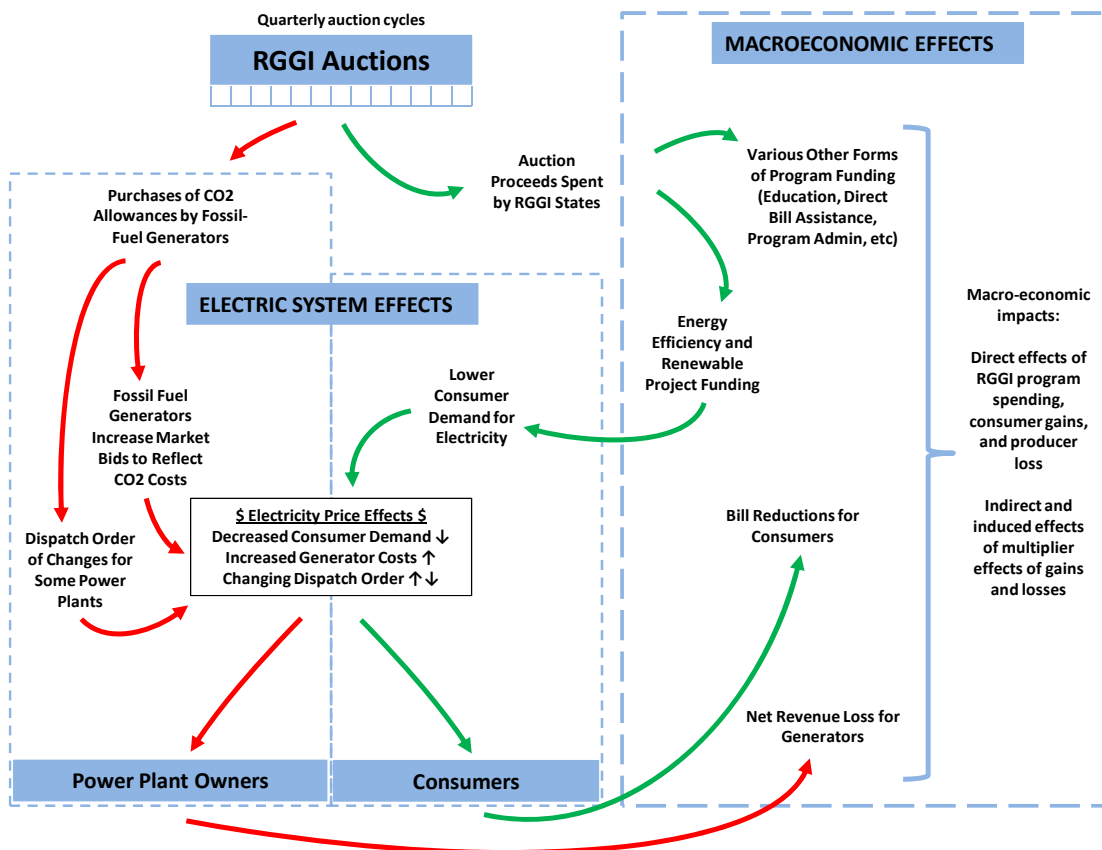 Quarterly auction cycles
RGGI Auctions
MACROECONOMIC EFFECTS
Auction
Proceeds Spent
by RGGI States
Various Other Forms
of Program Funding
(Education, Direct
Bill Assistance,
Program Admin, etc)
Purchases of CO2
Allowances by Fossil-
Fuel Generators
ELECTRIC SYSTEM EFFECTS
Energy
Efficiency and
Renewable
Project Funding
Macro-economic
impacts:
Direct effects of
RGGI program
spending,
consumer gains,
and producer
loss
Indirect and
induced effects
of multiplier
effects of gains
and losses
Lower
Consumer
Demand for
Electricity
Fossil Fuel
Generators
Increase Market
Bids to Reflect
CO2 Costs
$ Electricity Price Effects $
Decreased Consumer Demand ↓
Increased Generator Costs ↑
Changing Dispatch Order ↑↓
Dispatch Order
of Changes for
Some Power
Plants
Bill Reductions for
Consumers
Net Revenue Loss for
Generators
Power Plant Owners
Consumers